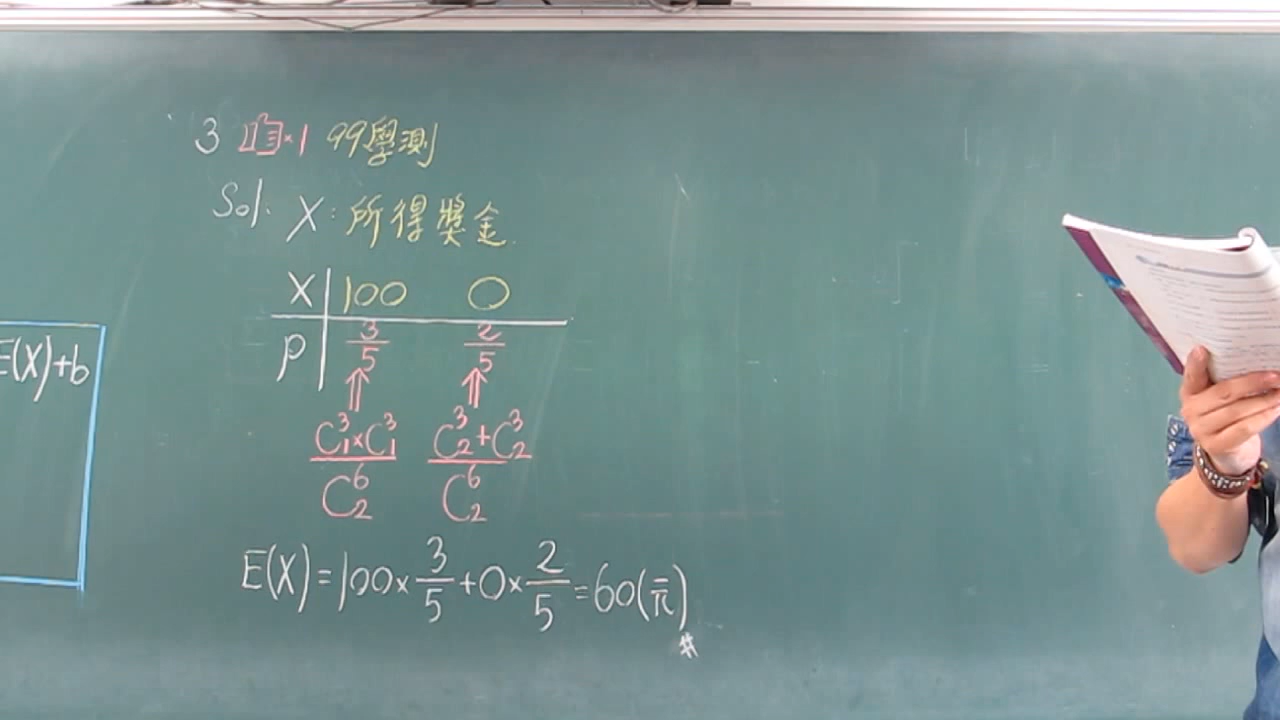 3 ×1 99學測
Sol. X:所得獎金.
X 100 0
P 3/5 2/5
C³₁×C³₁/C⁶₂ C³₂+C³₂/C⁶₂
E(X)=100×3/5+0×2/5=60(元)
#
E(X)+b